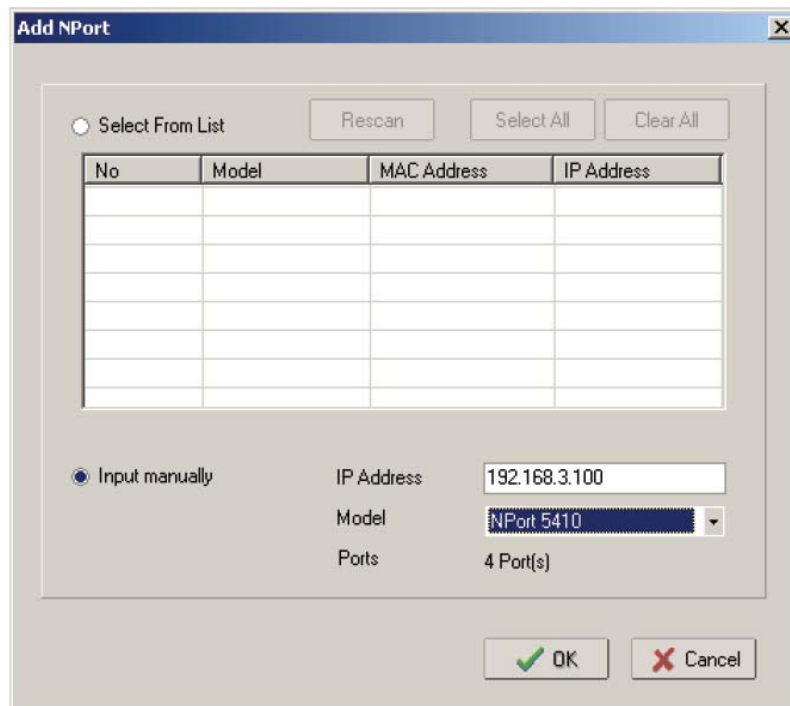 Add NPort
Select From List Rescan Select All Clear All
No Model MAC Address IP Address
Input manually IP Address 192.168.3.100
Model NPort 5410
Ports 4 Port(s)
OK Cancel